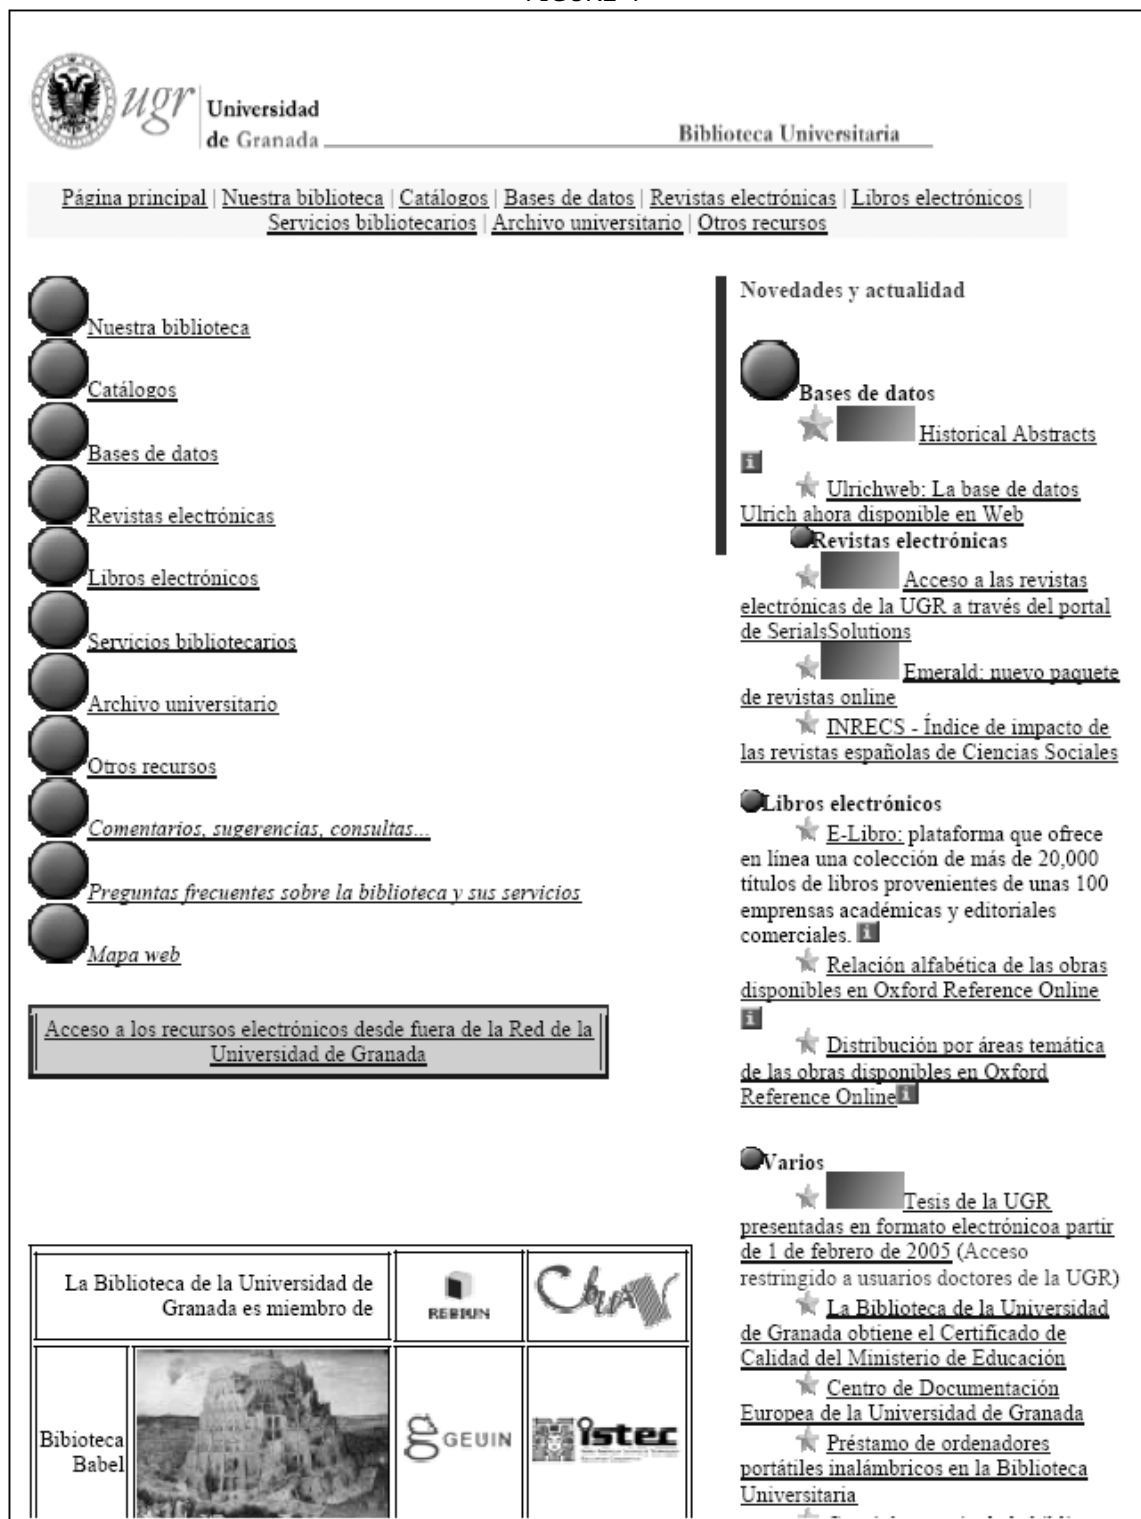 ugr Universidad
de Granada
Biblioteca Universitaria
Página principal | Nuestra biblioteca | Catálogos | Bases de datos | Revistas electrónicas | Libros electrónicos |
Servicios bibliotecarios | Archivo universitario | Otros recursos
Nuestra biblioteca
Catálogos
Bases de datos
Revistas electrónicas
Libros electrónicos
Servicios bibliotecarios
Archivo universitario
Otros recursos
Comentarios, sugerencias, consultas...
Preguntas frecuentes sobre la biblioteca y sus servicios
Mapa web
Acceso a los recursos electrónicos desde fuera de la Red de la
Universidad de Granada
La Biblioteca de la Universidad de
Granada es miembro de
REBIUN
CBUA
Bibioteca
Babel
GEUIN
istec
Novedades y actualidad
Bases de datos
Historical Abstracts
i
Ulrichweb: La base de datos
Ulrich ahora disponible en Web
Revistas electrónicas
Acceso a las revistas
electrónicas de la UGR a través del portal
de SerialsSolutions
Emerald: nuevo paquete
de revistas online
INRECS - Índice de impacto de
las revistas españolas de Ciencias Sociales
Libros electrónicos
E-Libro: plataforma que ofrece
en línea una colección de más de 20,000
títulos de libros provenientes de unas 100
emprensas académicas y editoriales
comerciales. i
Relación alfabética de las obras
disponibles en Oxford Reference Online
i
Distribución por áreas temática
de las obras disponibles en Oxford
Reference Online i
Varios
Tesis de la UGR
presentadas en formato electrónicoa partir
de 1 de febrero de 2005 (Acceso
restringido a usuarios doctores de la UGR)
La Biblioteca de la Universidad
de Granada obtiene el Certificado de
Calidad del Ministerio de Educación
Centro de Documentación
Europea de la Universidad de Granada
Préstamo de ordenadores
portátiles inalámbricos en la Biblioteca
Universitaria